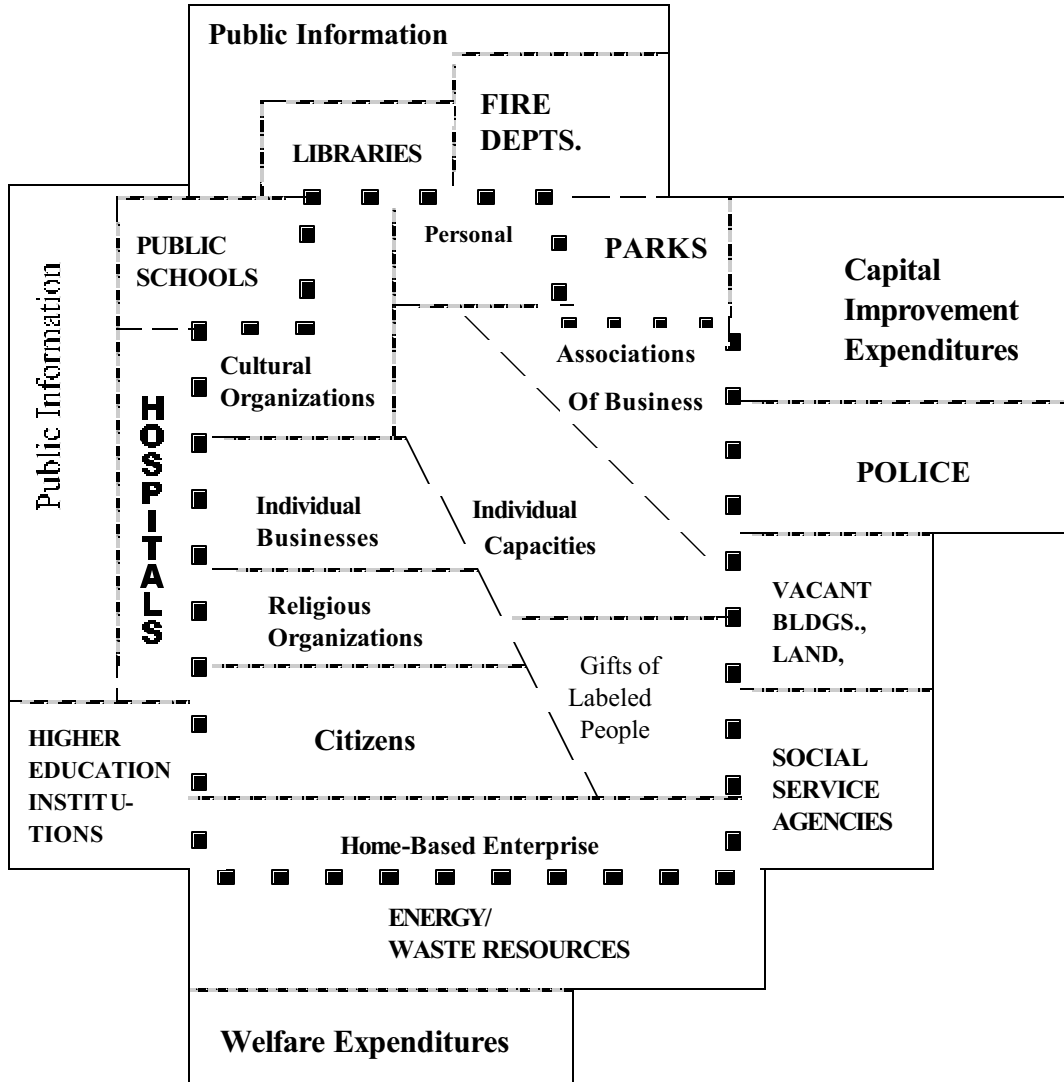 Public Information
FIRE
DEPTS.
LIBRARIES
Personal
PARKS
PUBLIC
SCHOOLS
Public Information
Capital
Improvement
Expenditures
Cultural
Organizations
Associations
Of Business
HOSPITALS
POLICE
Individual
Businesses
Individual
Capacities
Religious
Organizations
VACANT
BLDGS.,
LAND,
Gifts of
Labeled
People
Citizens
HIGHER
EDUCATION
INSTITU-
TIONS
SOCIAL
SERVICE
AGENCIES
Home-Based Enterprise
ENERGY/
WASTE RESOURCES
Welfare Expenditures